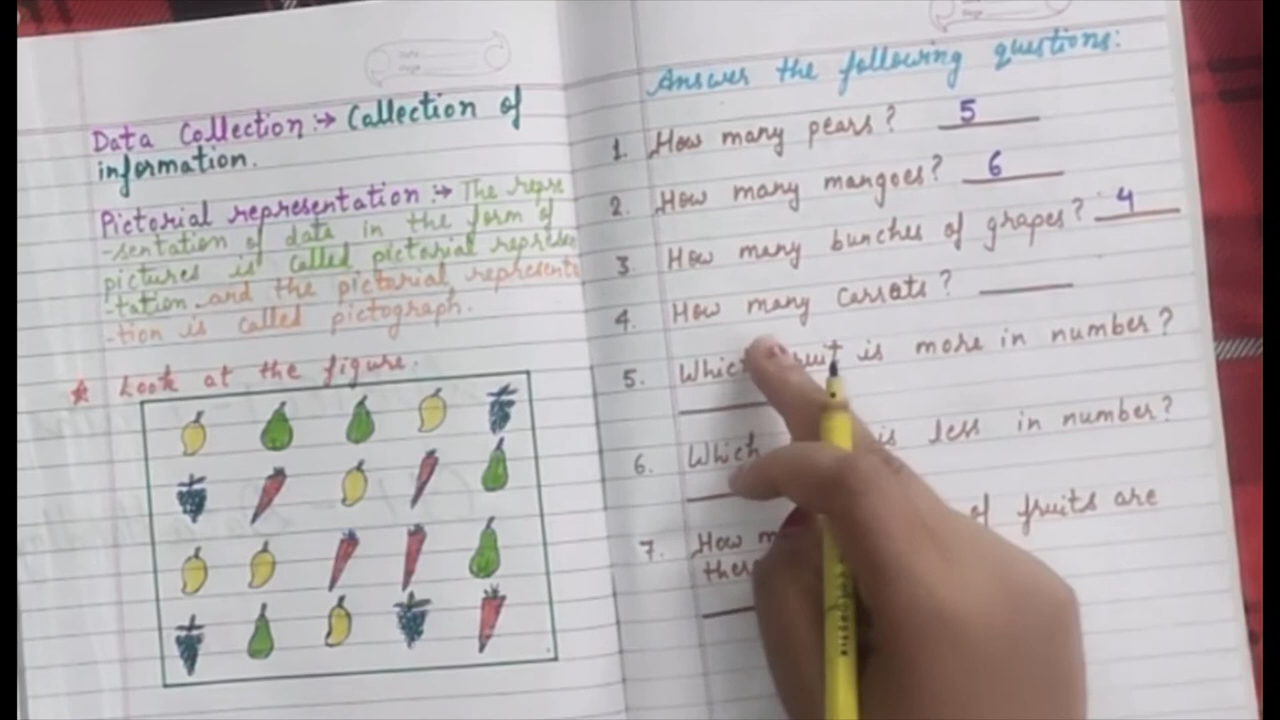 Data Collection :→ Collection of
information.
Pictorial representation :→ The repre
-sentation of data in the form of
pictures is called pictorial represen
-tation and the pictorial representa
-tion is called pictograph.
★ Look at the figure.
Answer the following questions:
1. How many pears? 5
2. How many mangoes? 6
3. How many bunches of grapes? 4
4. How many carrots? ____
5. Which fruit is more in number?
6. Which is less in number?
7. How of fruits are